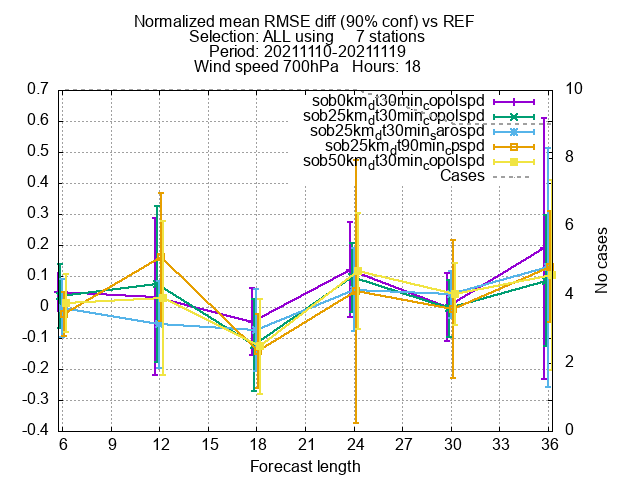 Normalized mean RMSE diff (90% conf) vs REF
Selection: ALL using     7 stations
Period: 20211110-20211119
Wind speed 700hPa   Hours: 18
0.7
0.6
0.5
0.4
0.3
0.2
0.1
0
-0.1
-0.2
-0.3
-0.4
sob0km_dt30min_copolspd
sob25km_dt30min_copolspd
sob25km_dt30min_sarospd
sob25km_dt90min_cpspd
sob50km_dt30min_copolspd
Cases
10
8
6
4
2
0
No cases
6 9 12 15 18 21 24 27 30 33 36
Forecast length